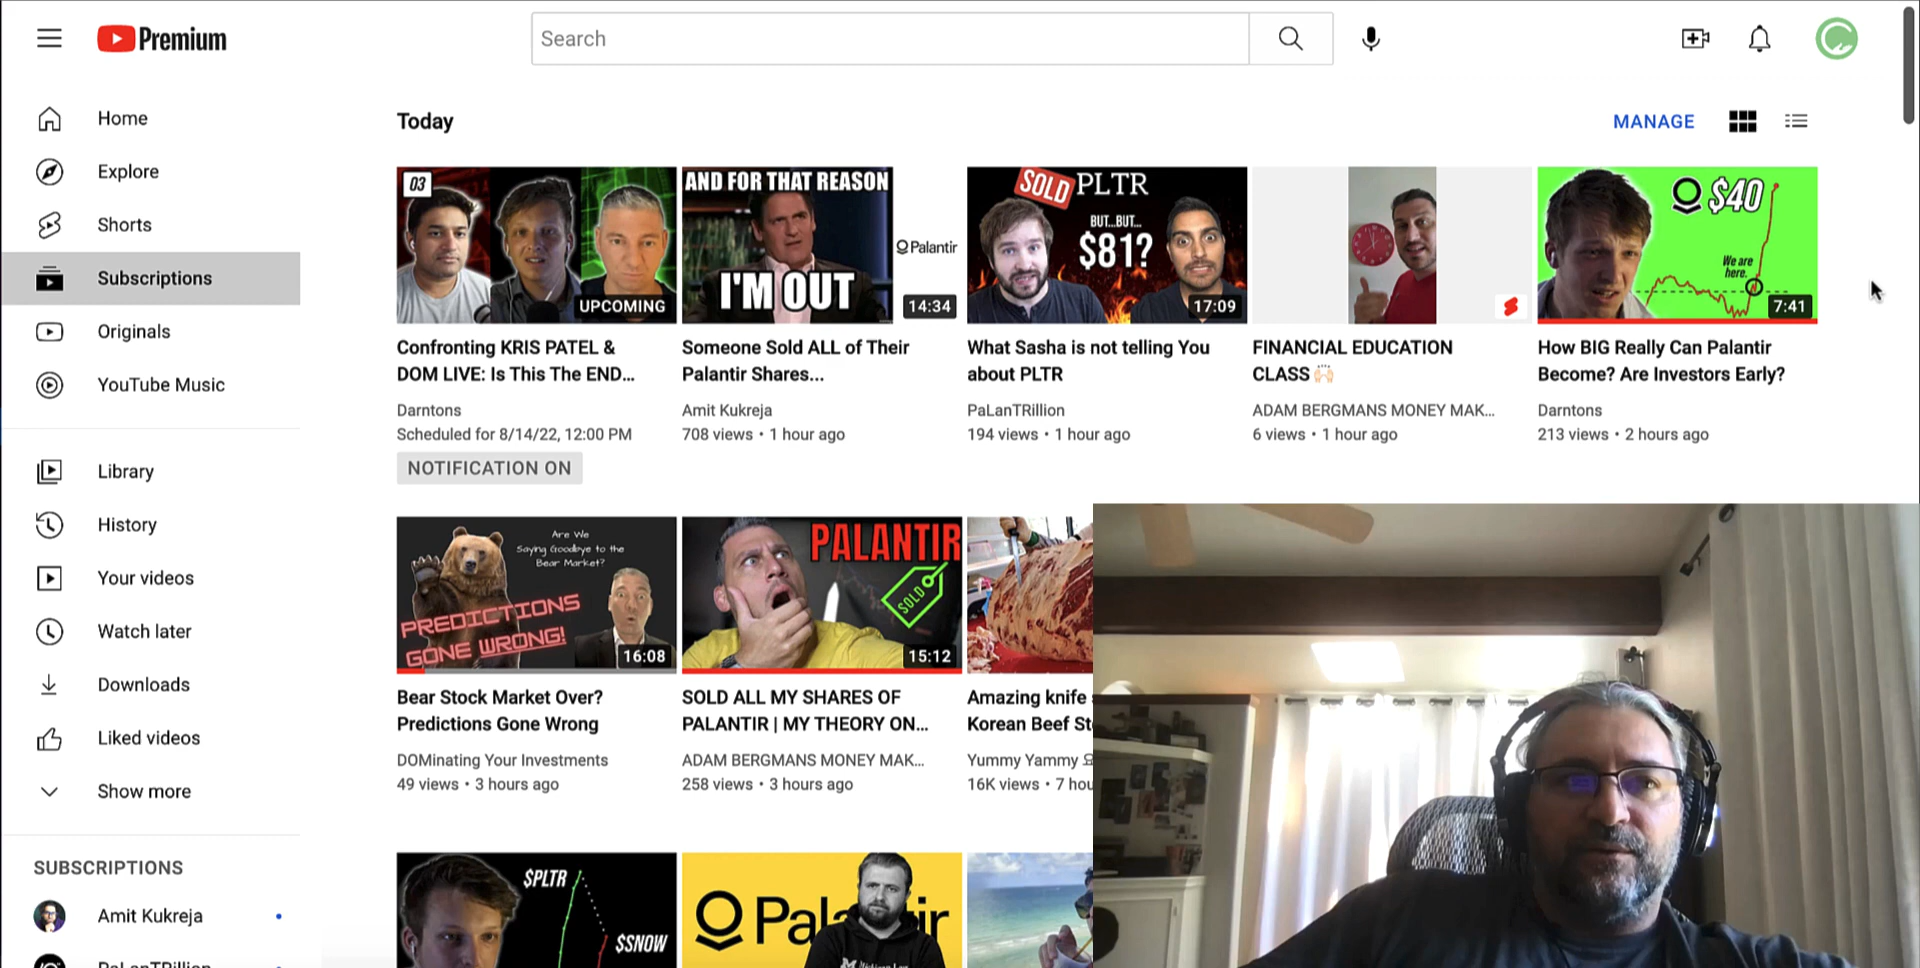 Premium
Search
Home
Explore
Shorts
Subscriptions
Originals
YouTube Music
Library
History
Your videos
Watch later
Downloads
Liked videos
Show more
SUBSCRIPTIONS
Amit Kukreja
PaLanTRillion
Today
MANAGE
03
UPCOMING
Confronting KRIS PATEL &
DOM LIVE: Is This The END...
Darntons
Scheduled for 8/14/22, 12:00 PM
NOTIFICATION ON
AND FOR THAT REASON
I'M OUT
Palantir
14:34
Someone Sold ALL of Their
Palantir Shares...
Amit Kukreja
708 views • 1 hour ago
SOLD PLTR
BUT...BUT...
$81?
17:09
What Sasha is not telling You
about PLTR
PaLanTRillion
194 views • 1 hour ago
FINANCIAL EDUCATION
CLASS 🙌🏻
ADAM BERGMANS MONEY MAK...
6 views • 1 hour ago
$40
We are
here.
7:41
How BIG Really Can Palantir
Become? Are Investors Early?
Darntons
213 views • 2 hours ago
Are We
Saying Goodbye to the
Bear Market?
PREDICTIONS
GONE WRONG!
16:08
Bear Stock Market Over?
Predictions Gone Wrong
DOMinating Your Investments
49 views • 3 hours ago
PALANTIR
SOLD
15:12
SOLD ALL MY SHARES OF
PALANTIR | MY THEORY ON...
ADAM BERGMANS MONEY MAK...
258 views • 3 hours ago
Amazing knife
Korean Beef St
Yummy Yammy
16K views • 7 hou
$PLTR
$SNOW
Pala ir